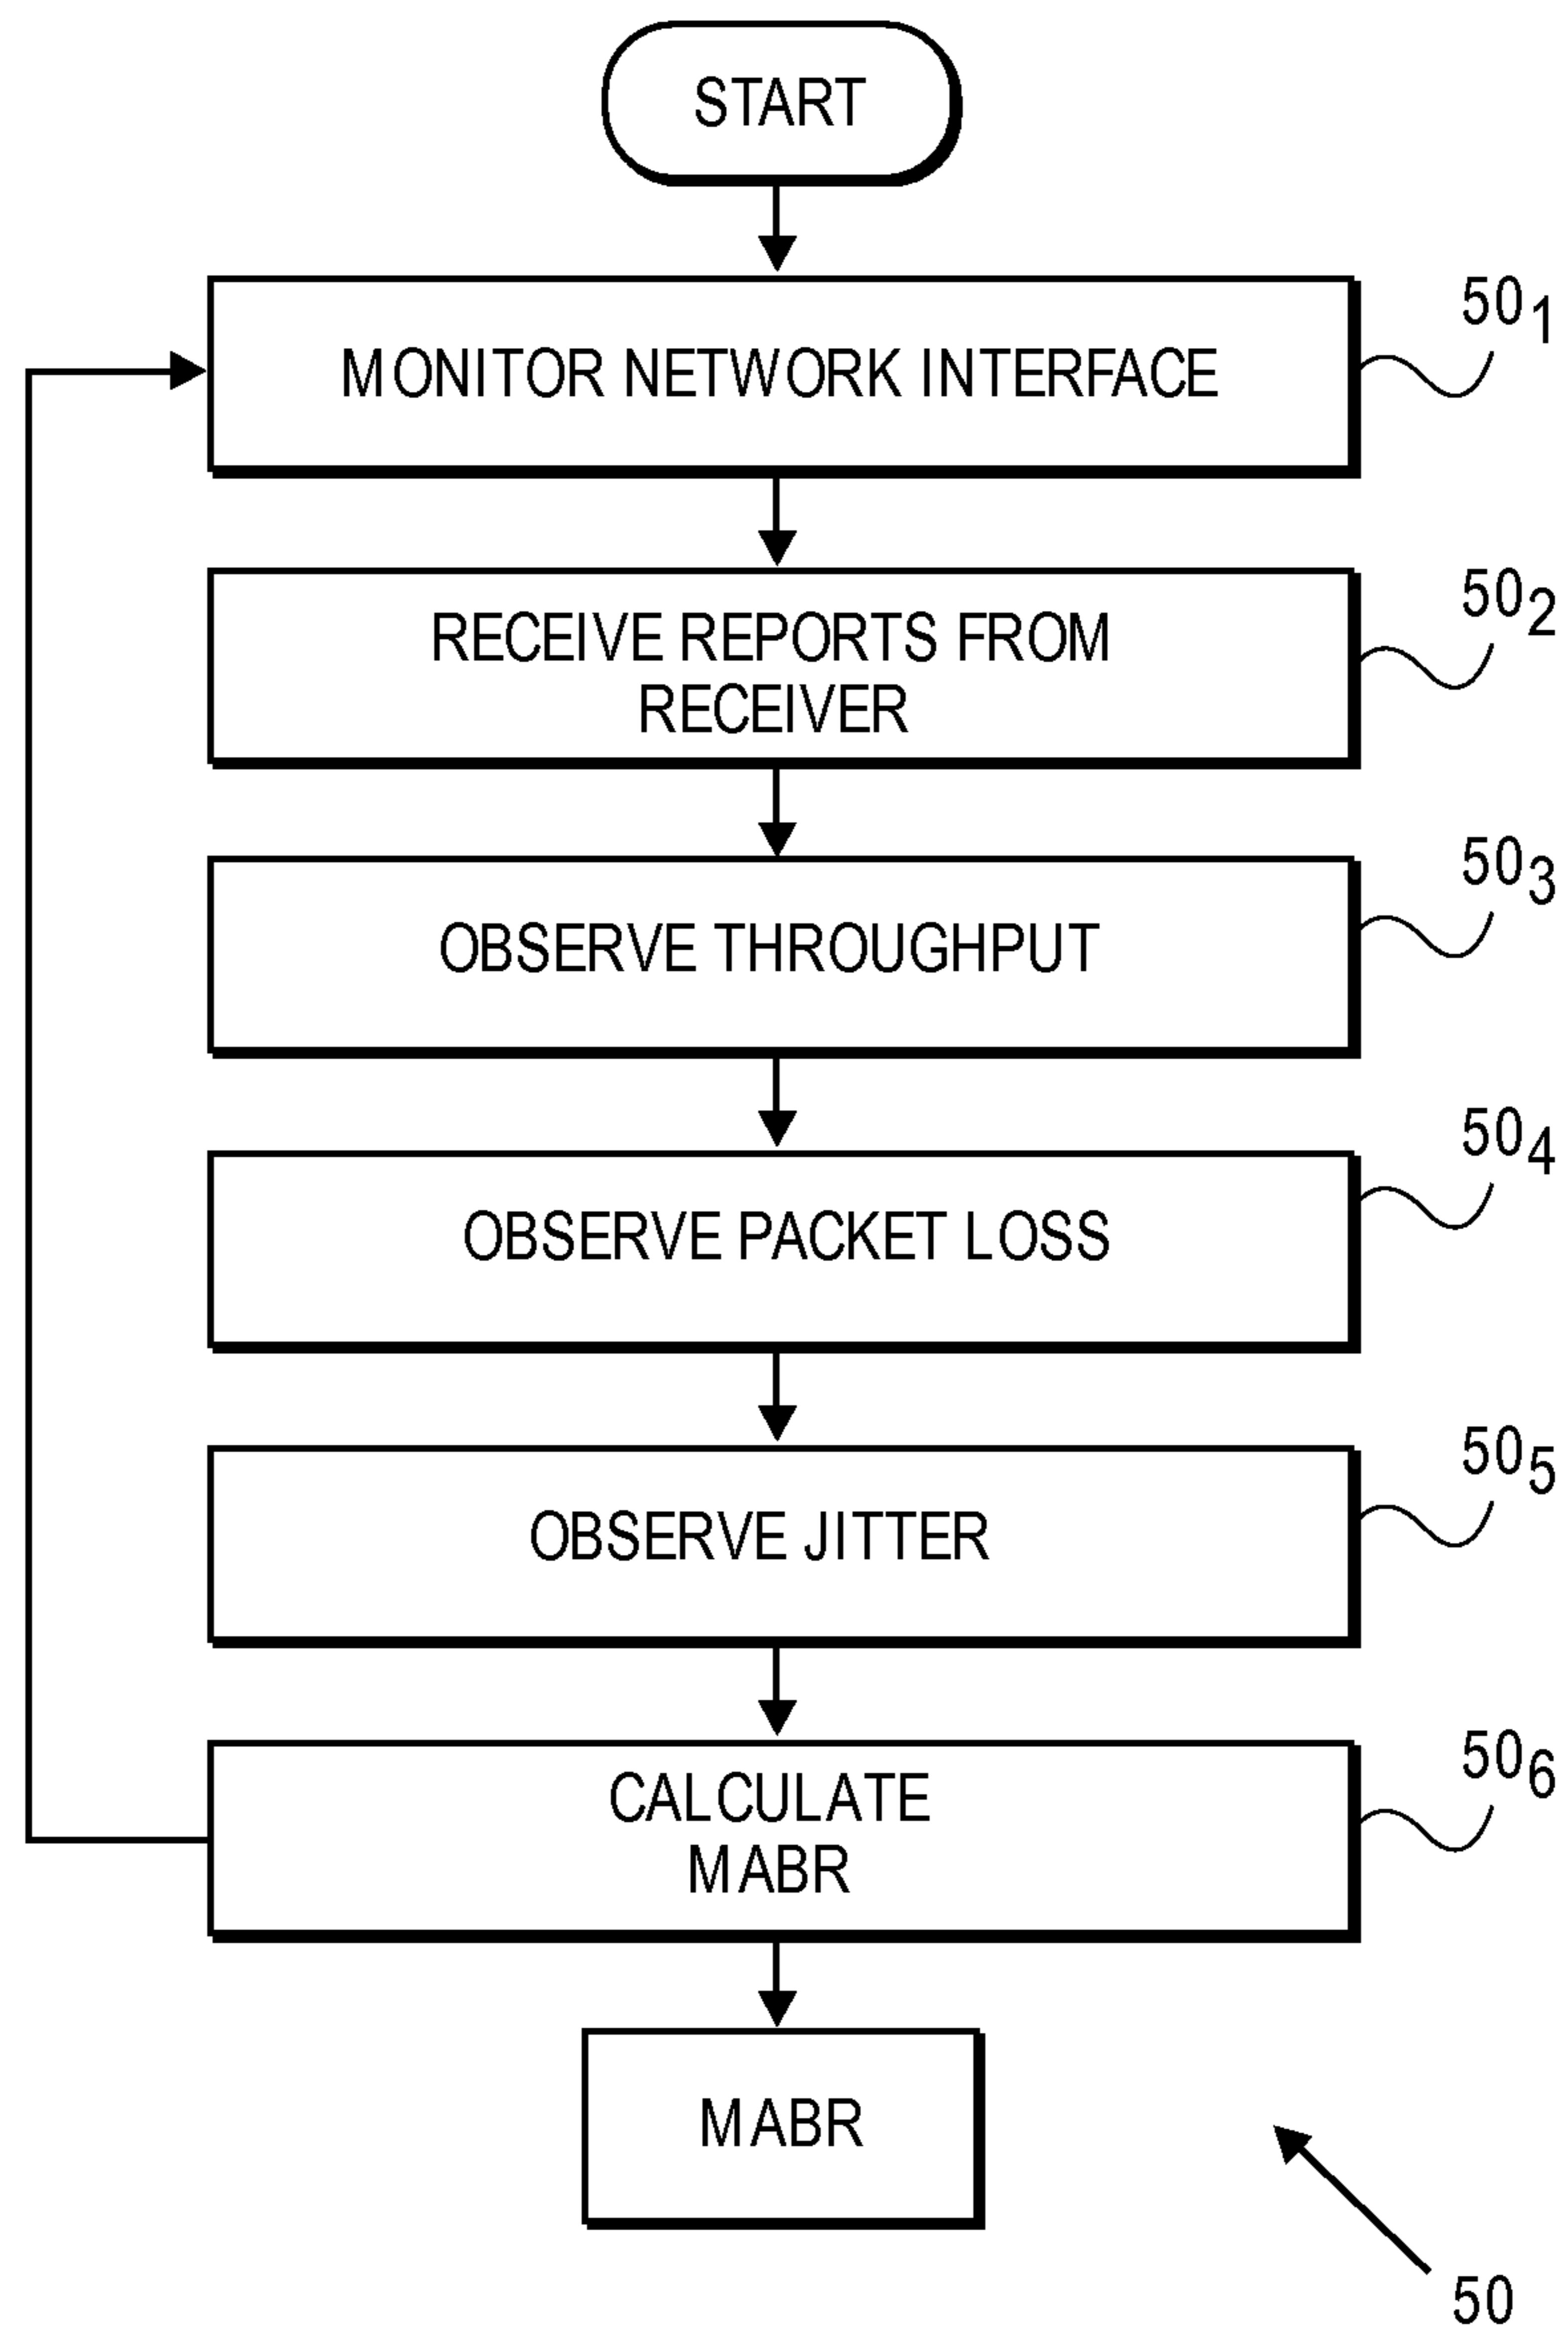 START
MONITOR NETWORK INTERFACE
50₁
RECEIVE REPORTS FROM
RECEIVER
50₂
OBSERVE THROUGHPUT
50₃
OBSERVE PACKET LOSS
50₄
OBSERVE JITTER
50₅
CALCULATE
MABR
50₆
MABR
50